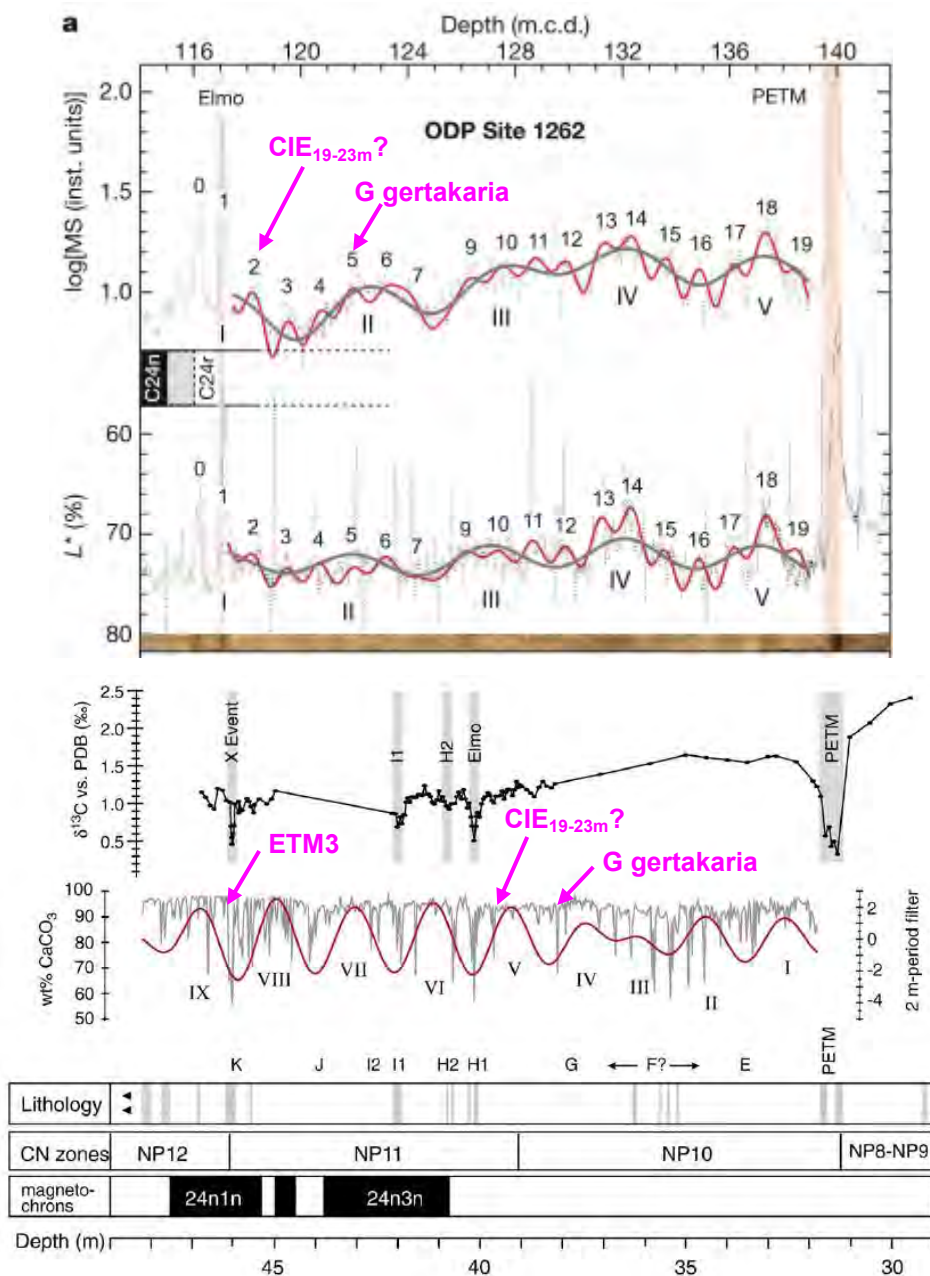 a
Depth (m.c.d.)
116 120 124 128 132 136 140
2.0
Elmo
PETM
ODP Site 1262
CIE19-23m?
G gertakaria
log[MS (inst. units)]
1.5
1.0
0
1
2 3 4 5 6 7 9 10 11 12 13 14 15 16 17 18 19
I II III IV V
C24n
C24r
60
70
80
L* (%)
0
1
2 3 4 5 6 7 9 10 11 12 13 14 15 16 17 18 19
I II III IV V
δ13C vs. PDB (‰)
2.5
2.0
1.5
1.0
0.5
X Event
I1
H2
Elmo
PETM
ETM3
CIE19-23m?
G gertakaria
wt% CaCO3
100
90
80
70
60
50
2 m-period filter
2
0
-2
-4
IX VIII VII VI V IV III II I
K J I2 I1 H2 H1 G F? E PETM
Lithology
CN zones NP12 NP11 NP10 NP8-NP9
magneto-
chrons
24n1n 24n3n
Depth (m)
45 40 35 30